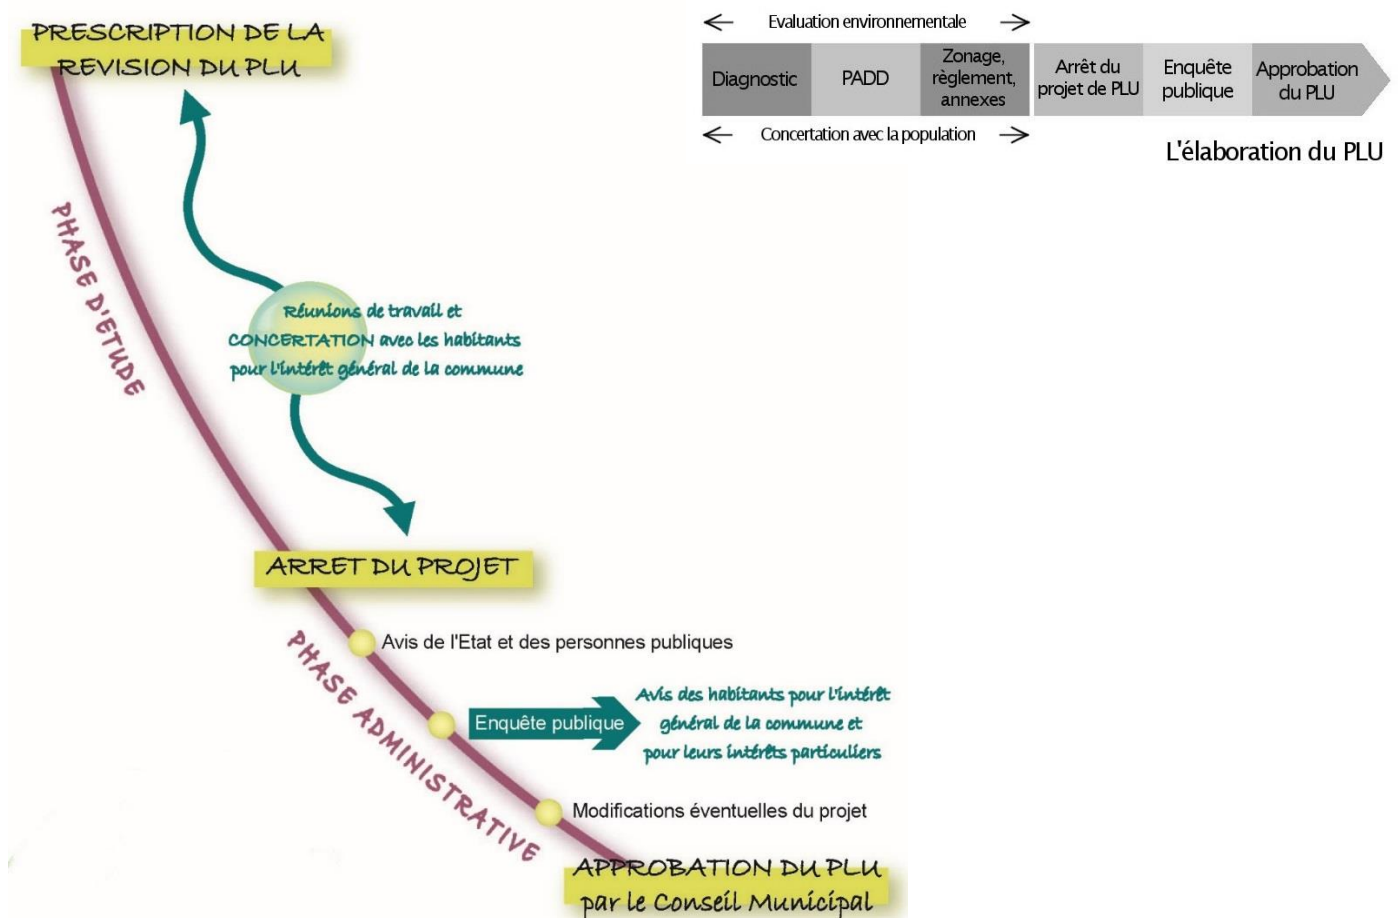 PRESCRIPTION DE LA
REVISION DU PLU
PHASE D'ETUDE
Réunions de travail et
CONCERTATION avec les habitants
pour l'intérêt général de la commune
ARRET DU PROJET
PHASE ADMINISTRATIVE
Avis de l'Etat et des personnes publiques
Enquête publique
Avis des habitants pour l'intérêt
général de la commune et
pour leurs intérêts particuliers
Modifications éventuelles du projet
APPROBATION DU PLU
par le Conseil Municipal
Evaluation environnementale
Diagnostic
PADD
Zonage,
règlement,
annexes
Arrêt du
projet de PLU
Enquête
publique
Approbation
du PLU
Concertation avec la population
L'élaboration du PLU